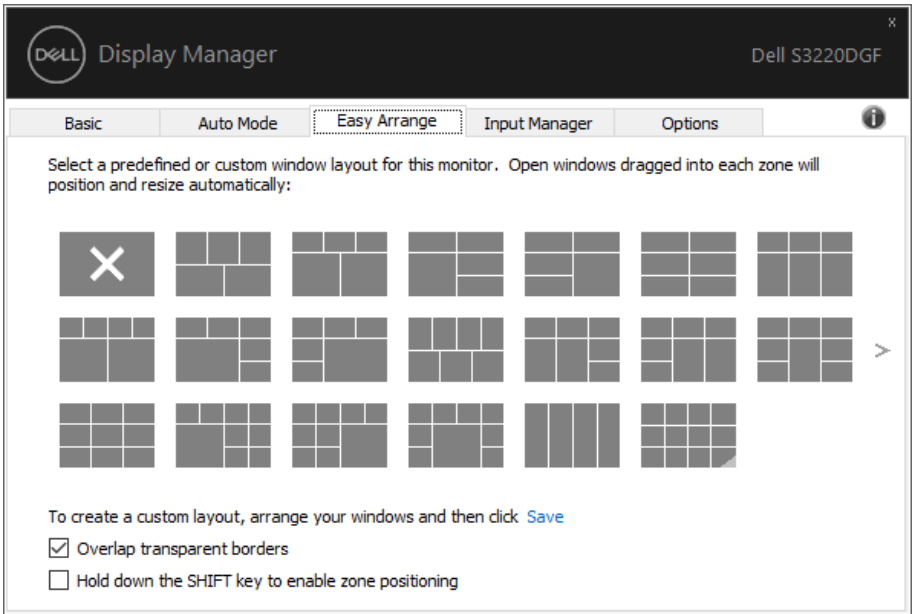 x
DELL Display Manager
Dell S3220DGF
Basic Auto Mode Easy Arrange Input Manager Options
Select a predefined or custom window layout for this monitor. Open windows dragged into each zone will
position and resize automatically:
>
To create a custom layout, arrange your windows and then click Save
Overlap transparent borders
Hold down the SHIFT key to enable zone positioning